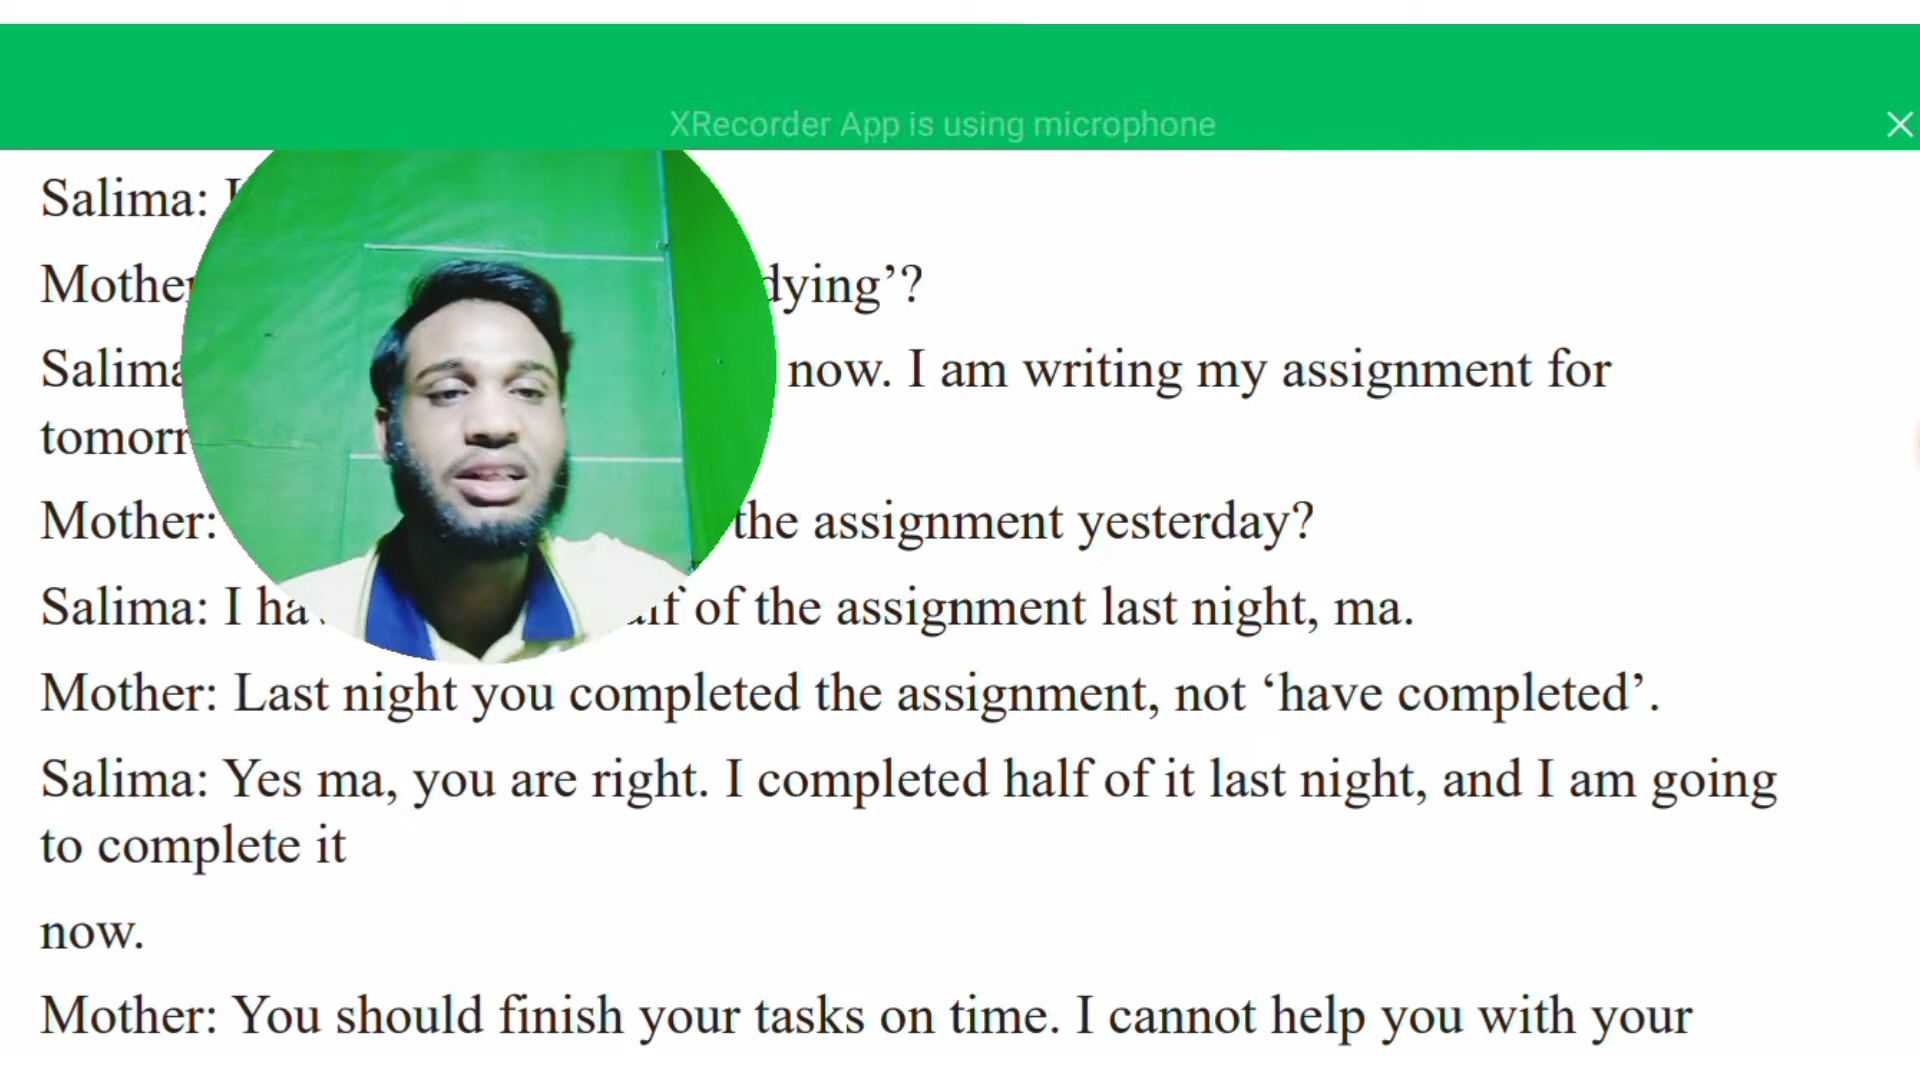 XRecorder App is using microphone
Salima:
Mother dying’?
Salima now. I am writing my assignment for
tomorr
Mother: the assignment yesterday?
Salima: I ha of the assignment last night, ma.
Mother: Last night you completed the assignment, not ‘have completed’.
Salima: Yes ma, you are right. I completed half of it last night, and I am going
to complete it
now.
Mother: You should finish your tasks on time. I cannot help you with your